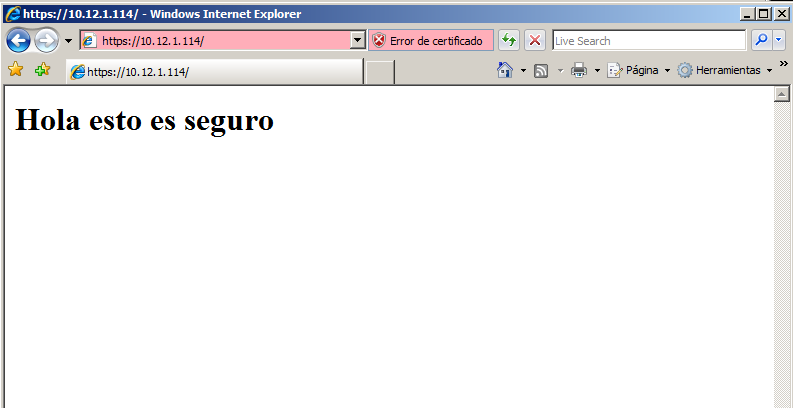 https://10.12.1.114/ - Windows Internet Explorer
https://10.12.1.114/ Error de certificado Live Search
https://10.12.1.114/ Página Herramientas »
Hola esto es seguro